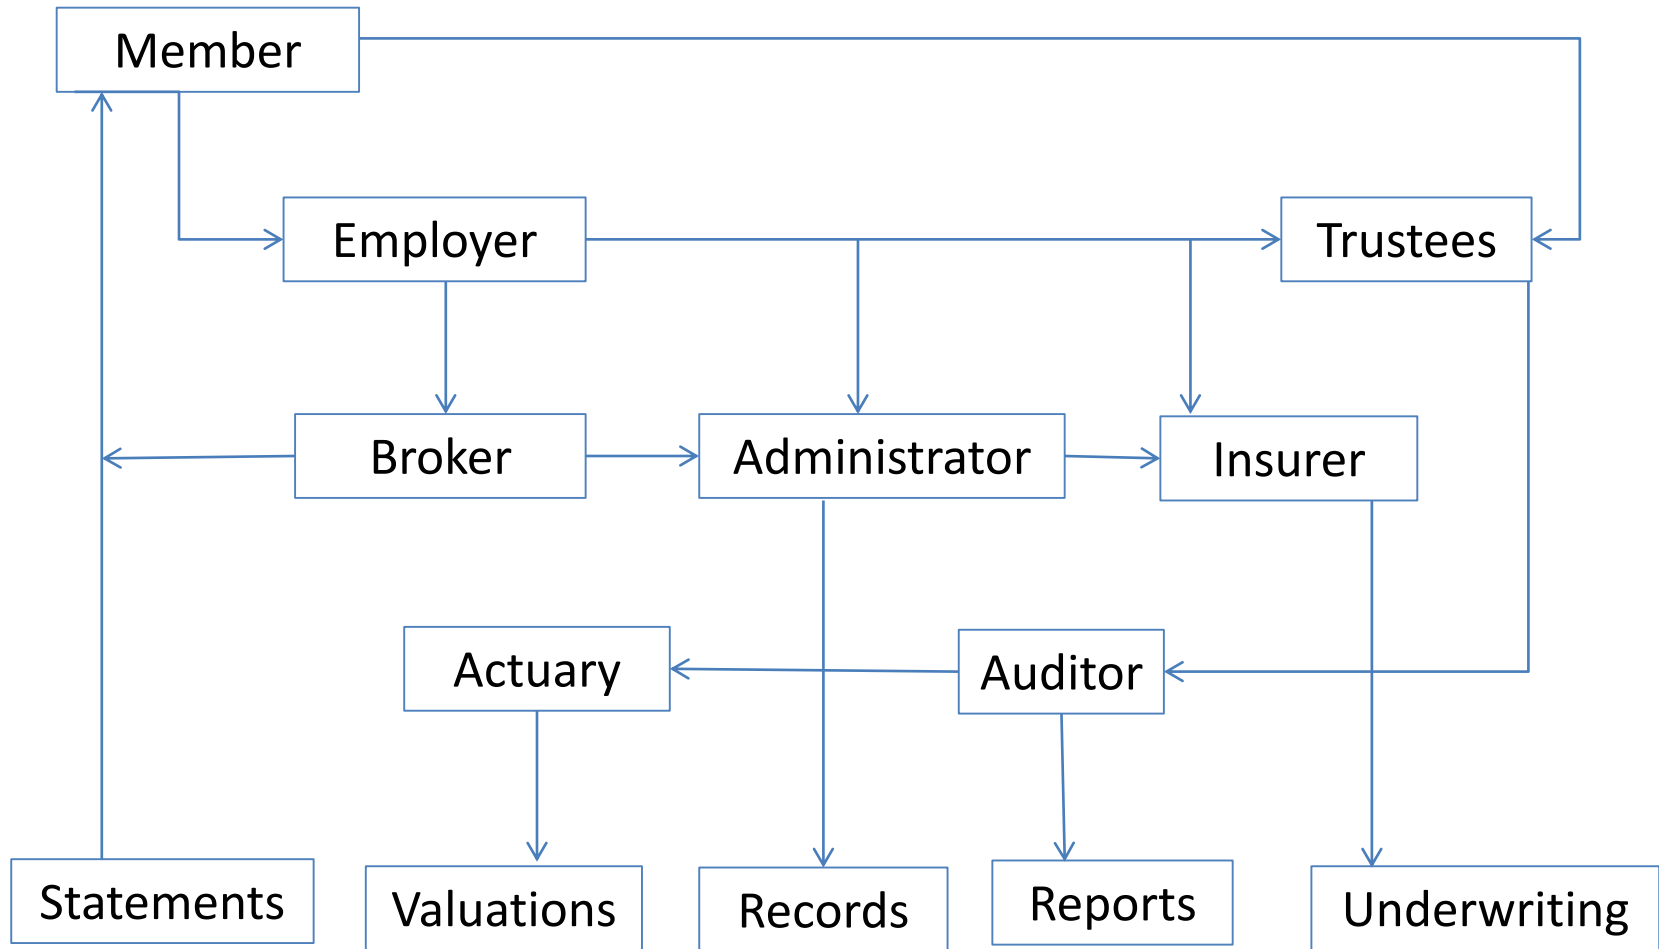 Member
Employer
Trustees
Broker
Administrator
Insurer
Actuary
Auditor
Statements
Valuations
Records
Reports
Underwriting